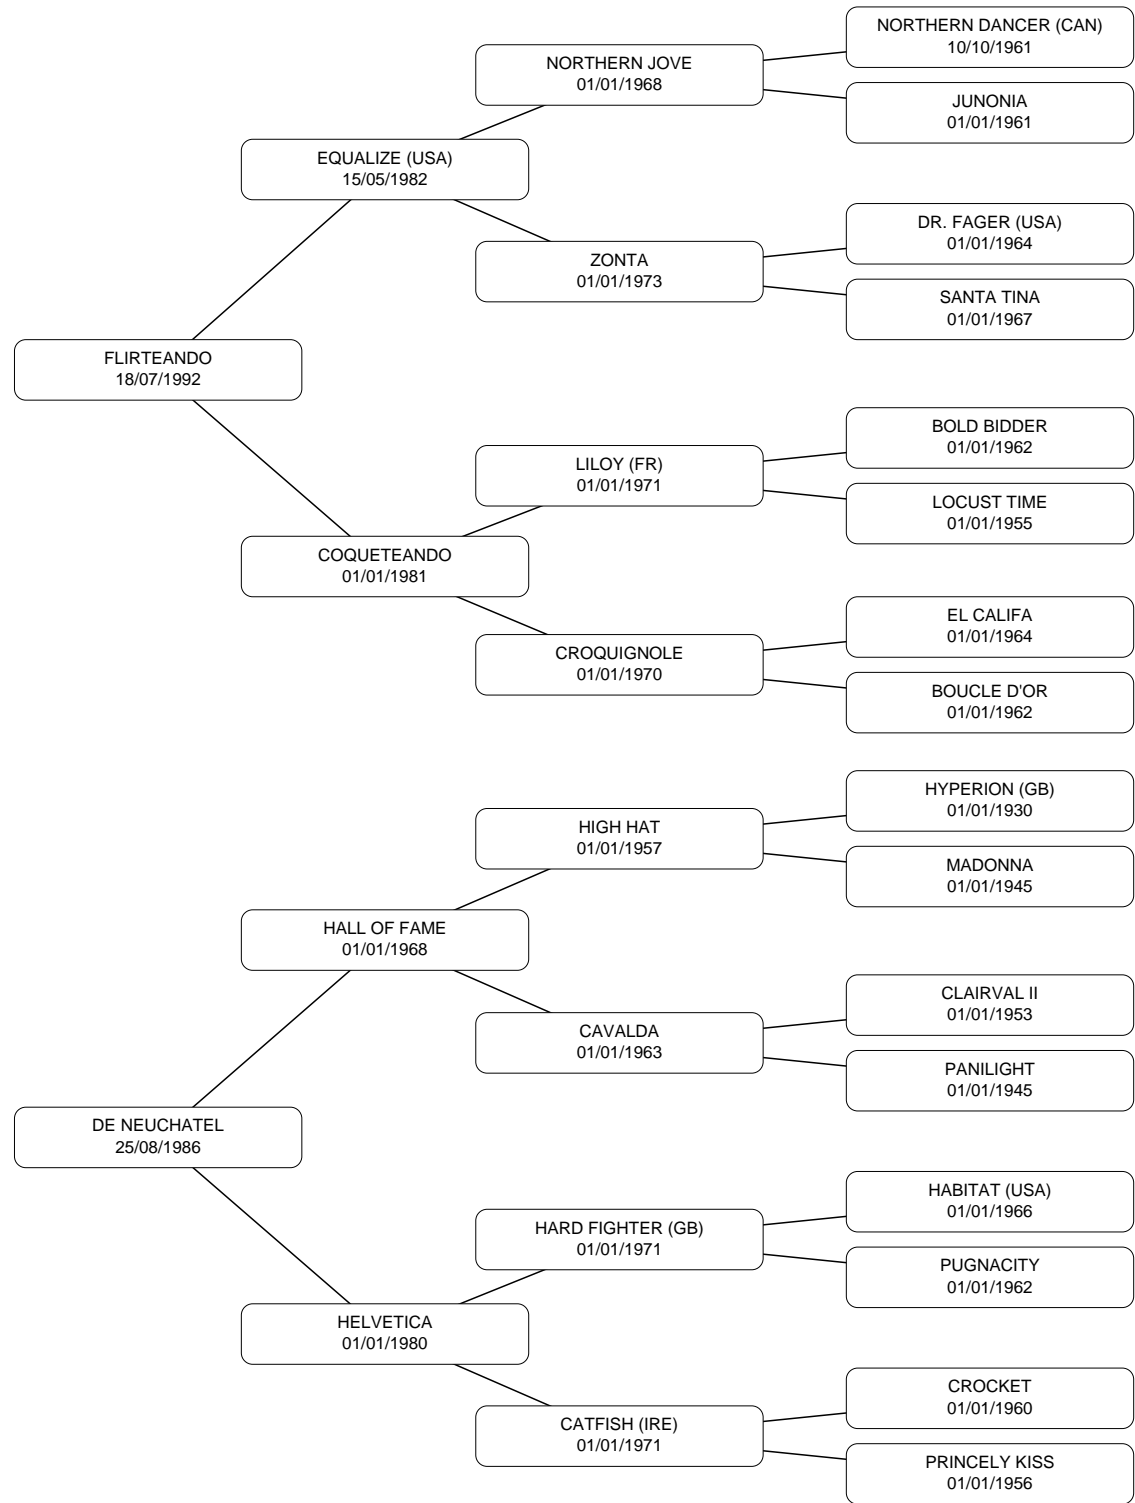 NORTHERN DANCER (CAN)
10/10/1961
NORTHERN JOVE
01/01/1968
JUNONIA
01/01/1961
EQUALIZE (USA)
15/05/1982
DR. FAGER (USA)
01/01/1964
ZONTA
01/01/1973
SANTA TINA
01/01/1967
FLIRTEANDO
18/07/1992
BOLD BIDDER
01/01/1962
LILOY (FR)
01/01/1971
LOCUST TIME
01/01/1955
COQUETEANDO
01/01/1981
EL CALIFA
01/01/1964
CROQUIGNOLE
01/01/1970
BOUCLE D'OR
01/01/1962
HYPERION (GB)
01/01/1930
HIGH HAT
01/01/1957
MADONNA
01/01/1945
HALL OF FAME
01/01/1968
CLAIRVAL II
01/01/1953
CAVALDA
01/01/1963
PANILIGHT
01/01/1945
DE NEUCHATEL
25/08/1986
HABITAT (USA)
01/01/1966
HARD FIGHTER (GB)
01/01/1971
PUGNACITY
01/01/1962
HELVETICA
01/01/1980
CROCKET
01/01/1960
CATFISH (IRE)
01/01/1971
PRINCELY KISS
01/01/1956